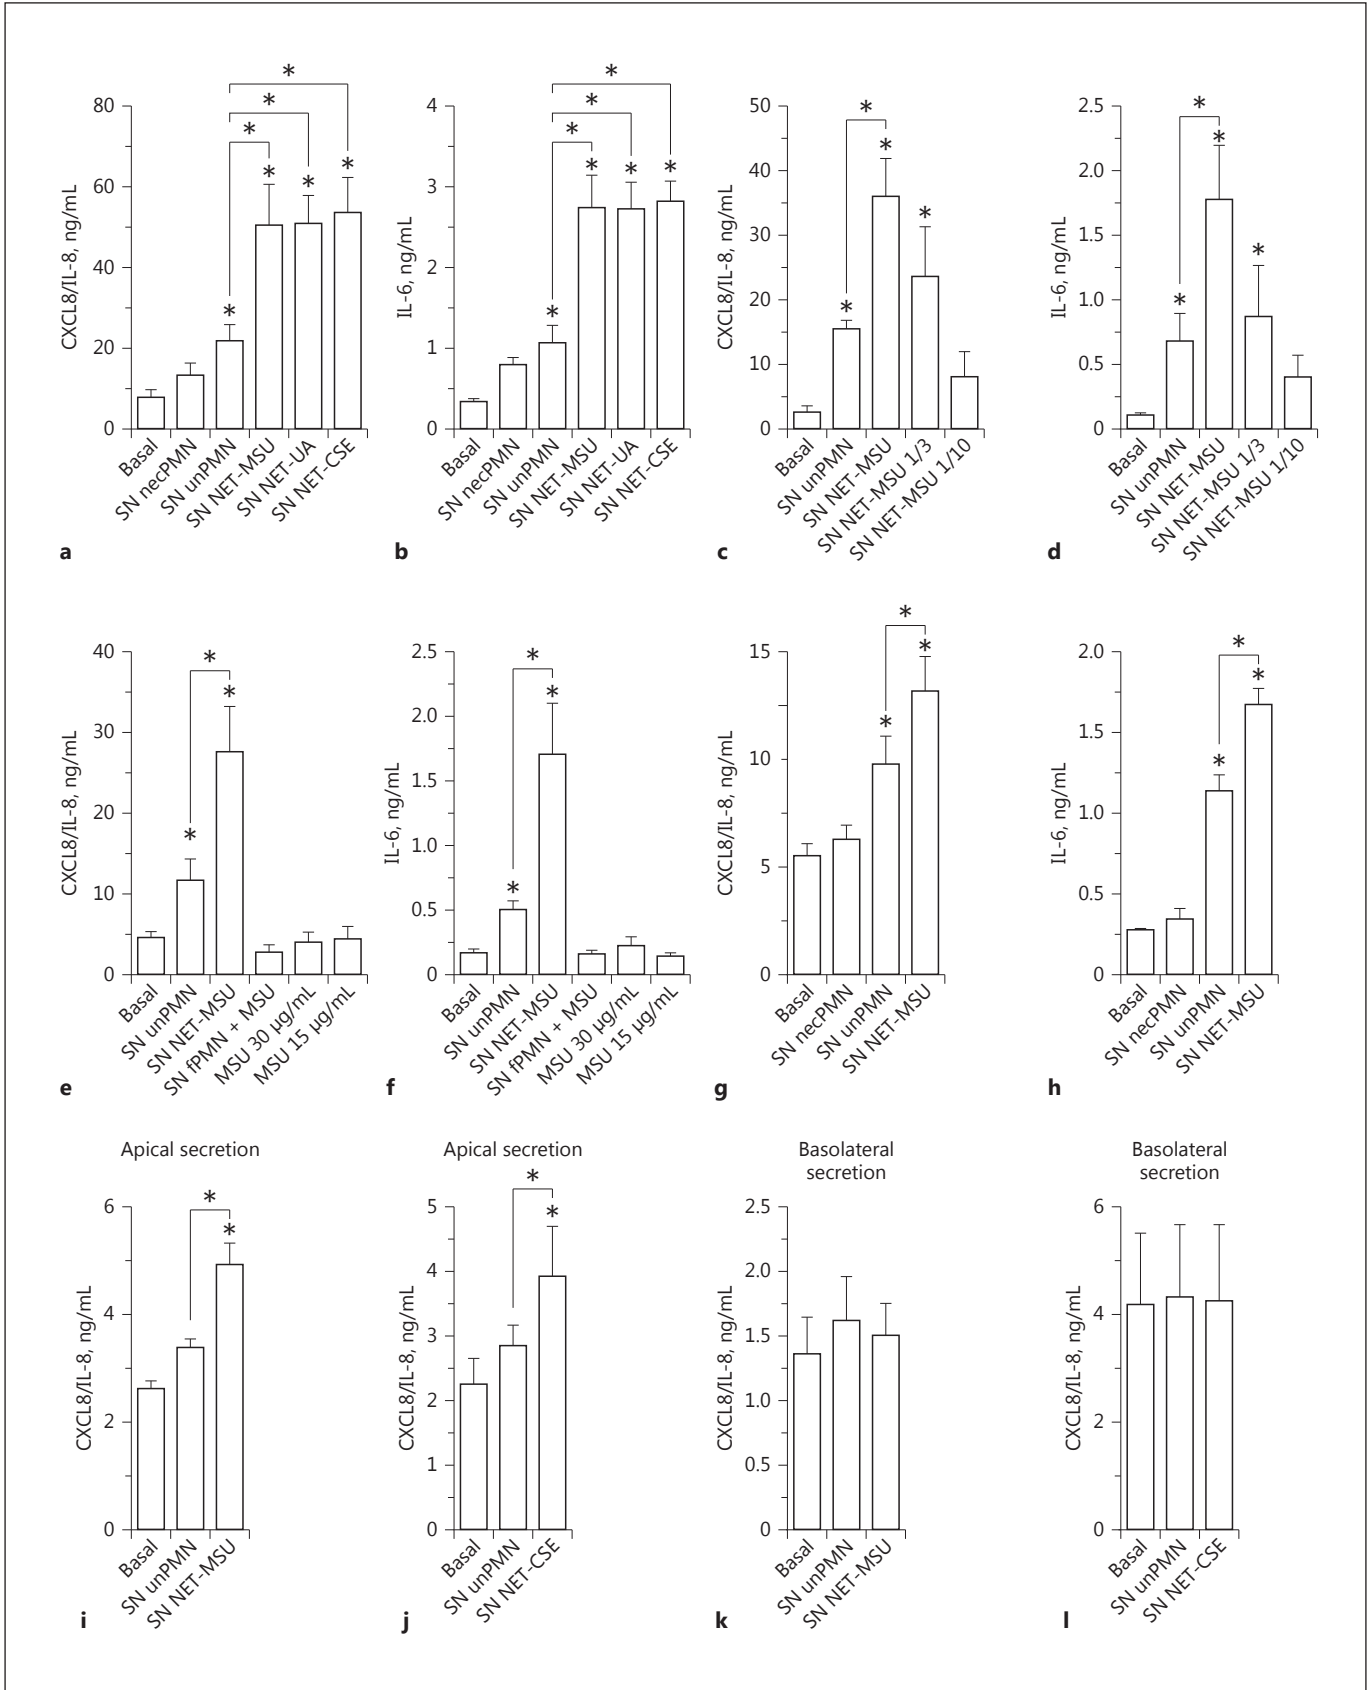 *
*
*
*
*
*
*
80
60
40
20
0
CXCL8/IL-8, ng/mL
Basal
SN necPMN
SN unPMN
SN NET-MSU
SN NET-UA
SN NET-CSE
a
*
*
*
*
*
*
*
4
3
2
1
0
IL-6, ng/mL
Basal
SN necPMN
SN unPMN
SN NET-MSU
SN NET-UA
SN NET-CSE
b
*
*
*
*
50
40
30
20
10
0
CXCL8/IL-8, ng/mL
Basal
SN unPMN
SN NET-MSU
SN NET-MSU 1/3
SN NET-MSU 1/10
c
*
*
*
*
2.5
2.0
1.5
1.0
0.5
0
IL-6, ng/mL
Basal
SN unPMN
SN NET-MSU
SN NET-MSU 1/3
SN NET-MSU 1/10
d
*
*
*
40
30
20
10
0
CXCL8/IL-8, ng/mL
Basal
SN unPMN
SN NET-MSU
SN fPMN + MSU
MSU 30 µg/mL
MSU 15 µg/mL
e
*
*
*
2.5
2.0
1.5
1.0
0.5
0
IL-6, ng/mL
Basal
SN unPMN
SN NET-MSU
SN fPMN + MSU
MSU 30 µg/mL
MSU 15 µg/mL
f
*
*
*
15
10
5
0
CXCL8/IL-8, ng/mL
Basal
SN necPMN
SN unPMN
SN NET-MSU
g
*
*
*
2.0
1.5
1.0
0.5
0
IL-6, ng/mL
Basal
SN necPMN
SN unPMN
SN NET-MSU
h
Apical secretion
*
*
6
4
2
0
CXCL8/IL-8, ng/mL
Basal
SN unPMN
SN NET-MSU
i
Apical secretion
*
*
5
4
3
2
1
0
CXCL8/IL-8, ng/mL
Basal
SN unPMN
SN NET-CSE
j
Basolateral
secretion
2.5
2.0
1.5
1.0
0.5
0
CXCL8/IL-8, ng/mL
Basal
SN unPMN
SN NET-MSU
k
Basolateral
secretion
6
4
2
0
CXCL8/IL-8, ng/mL
Basal
SN unPMN
SN NET-CSE
l